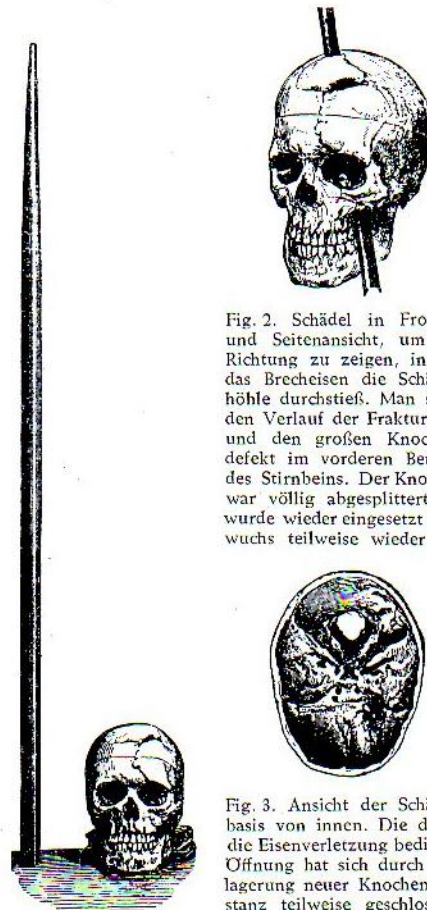 Fig. 2. Schädel in Fro
und Seitenansicht, um
Richtung zu zeigen, in
das Brecheisen die Schä
höhle durchstieß. Man s
den Verlauf der Fraktur
und den großen Knoc
defekt im vorderen Ber
des Stirnbeins. Der Kno
war völlig abgesplittert
wurde wieder eingesetzt
wuchs teilweise wieder
Fig. 3. Ansicht der Schä
basis von innen. Die d
die Eisenverletzung bedi
Öffnung hat sich durch
lagerung neuer Knochen
stanz teilweise geschlos